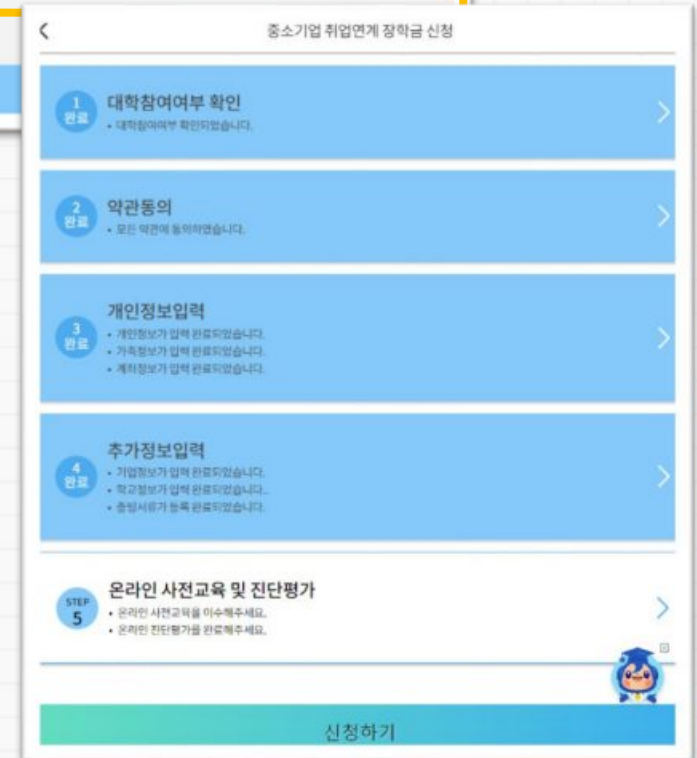 중소기업 취업연계 장학금 신청
1
완료
대학참여여부 확인
• 대학참여여부 확인되었습니다.
2
완료
약관동의
• 모든 약관에 동의하였습니다.
3
완료
개인정보입력
• 개인정보가 입력 완료되었습니다.
• 가족정보가 입력 완료되었습니다.
• 계좌정보가 입력 완료되었습니다.
4
완료
추가정보입력
• 기업정보가 입력 완료되었습니다.
• 학교정보가 입력 완료되었습니다..
• 증빙서류가 등록 완료되었습니다.
STEP
5
온라인 사전교육 및 진단평가
• 온라인 사전교육을 이수해주세요.
• 온라인 진단평가를 완료해주세요.
신청하기